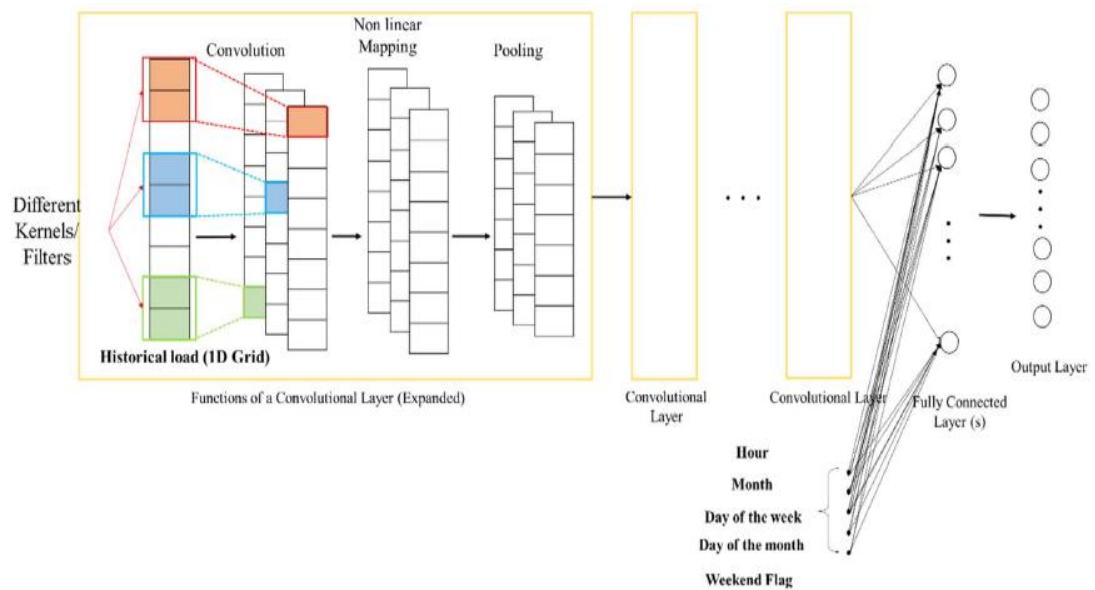 Non linear
Mapping
Convolution
Pooling
Different
Kernels/
Filters
Historical load (1D Grid)
Functions of a Convolutional Layer (Expanded)
Convolutional
Layer
Convolutional Layer
Fully Connected
Layer (s)
Output Layer
Hour
Month
Day of the week
Day of the month
Weekend Flag